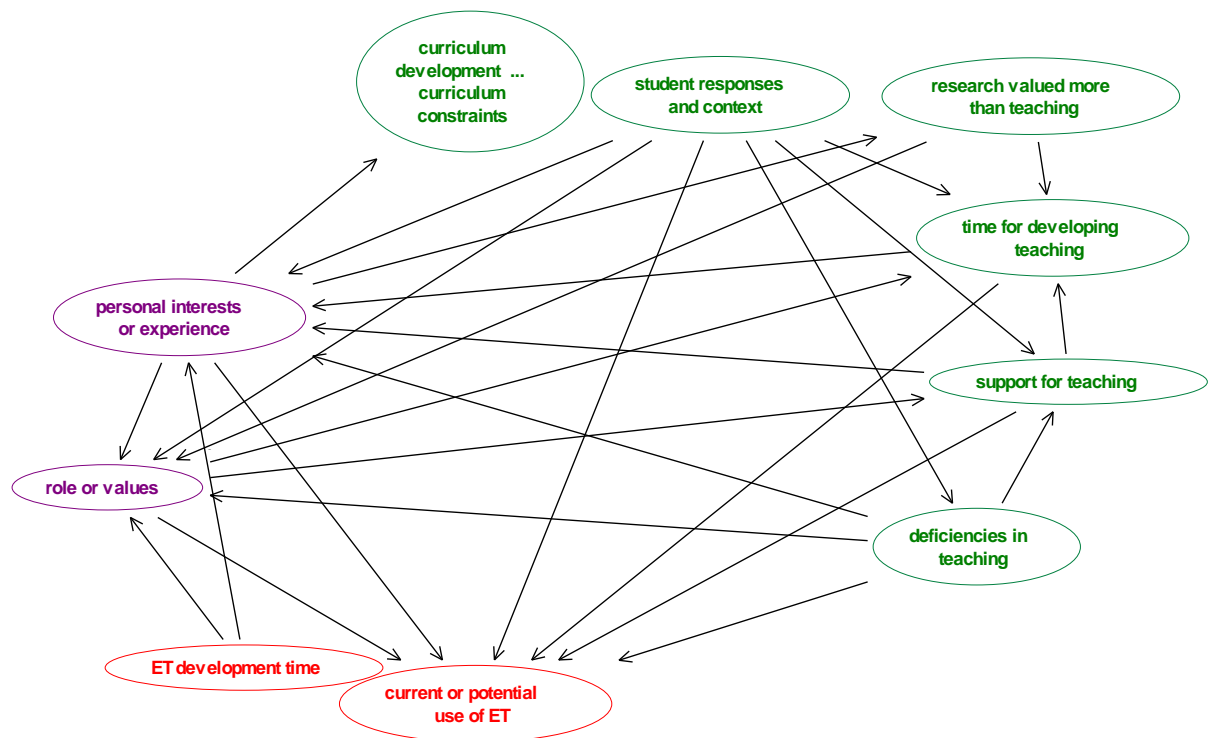 curriculum
development ...
curriculum
constraints
student responses
and context
research valued more
than teaching
time for developing
teaching
personal interests
or experience
support for teaching
role or values
deficiencies in
teaching
ET development time
current or potential
use of ET